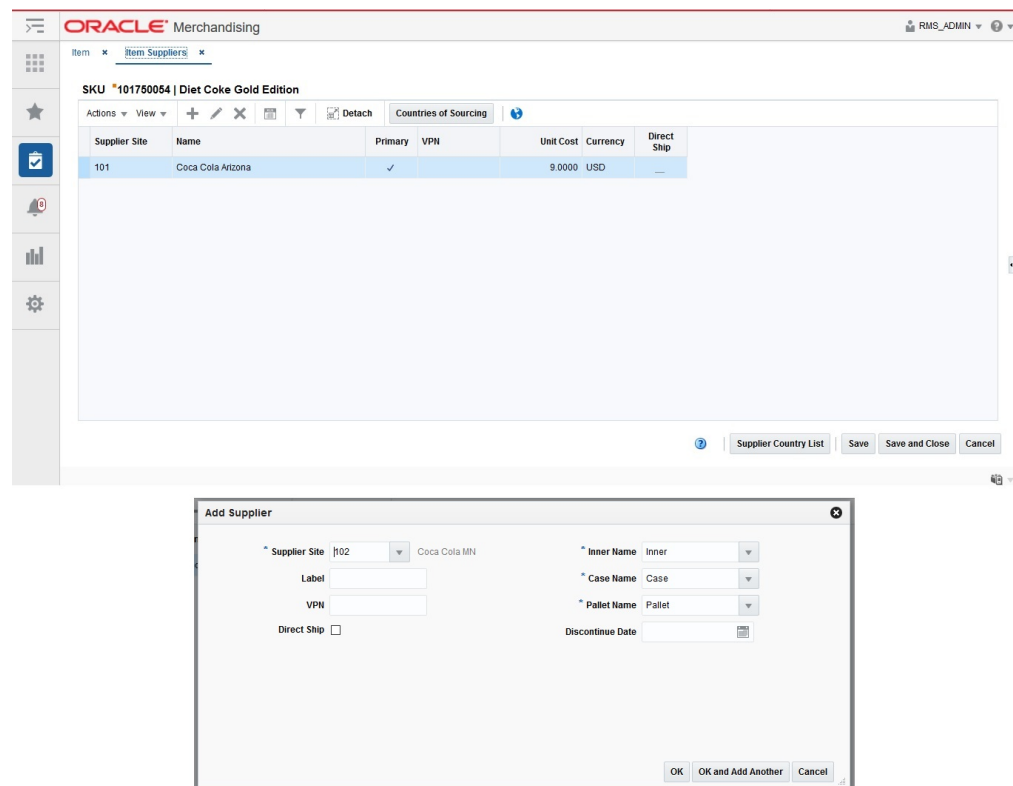 ORACLE® Merchandising RMS_ADMIN
Item Item Suppliers
SKU *101750054 | Diet Coke Gold Edition
Actions View Detach Countries of Sourcing
Supplier Site Name Primary VPN Unit Cost Currency Direct Ship
101 Coca Cola Arizona 9.0000 USD
8
Supplier Country List Save Save and Close Cancel
Add Supplier
* Supplier Site 102 Coca Cola MN * Inner Name Inner
Label * Case Name Case
VPN * Pallet Name Pallet
Direct Ship Discontinue Date
OK OK and Add Another Cancel